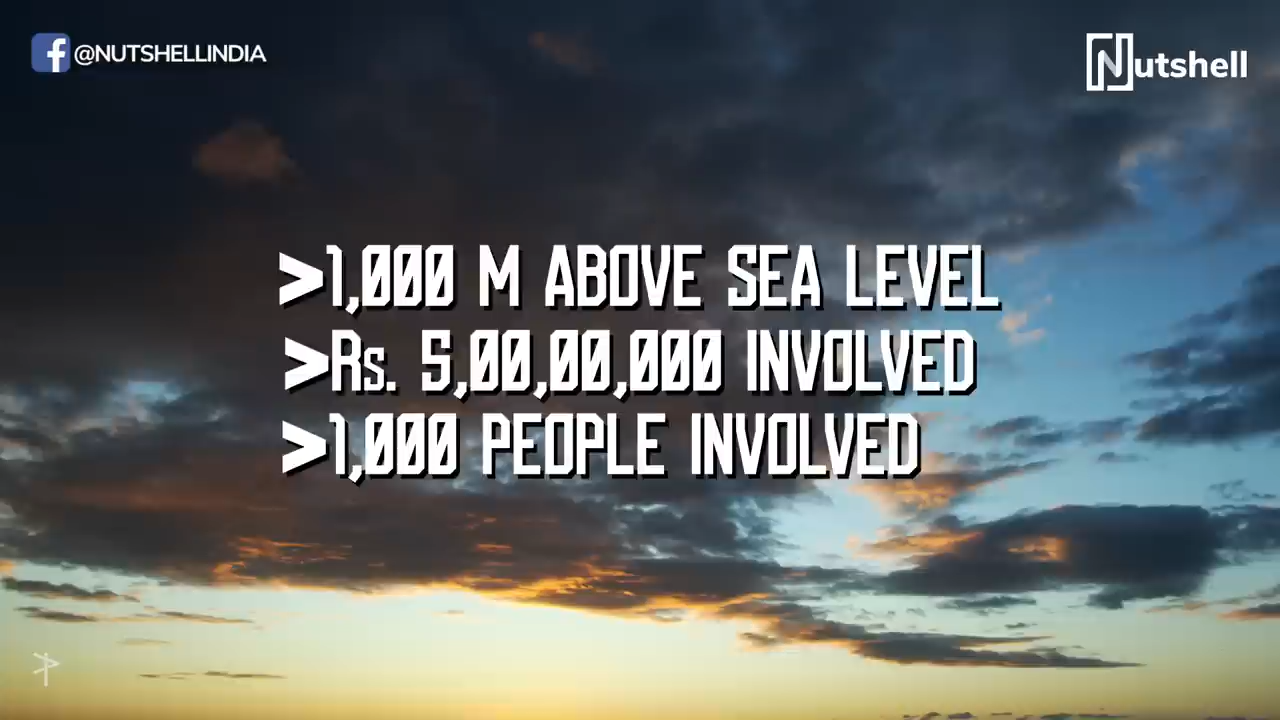 @NUTSHELLINDIA
Nutshell
>1,000 M ABOVE SEA LEVEL
>Rs. 5,00,00,000 INVOLVED
>1,000 PEOPLE INVOLVED